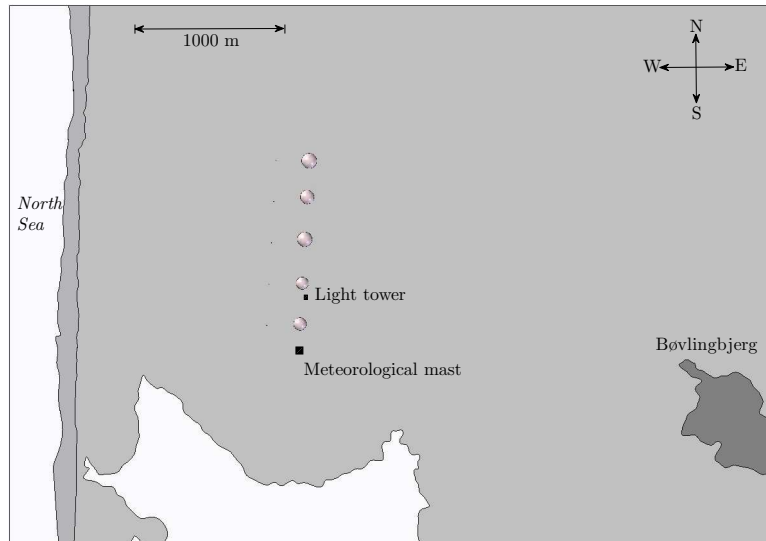 1000 m
N
W
E
S
North
Sea
Light tower
Bøvlingbjerg
Meteorological mast